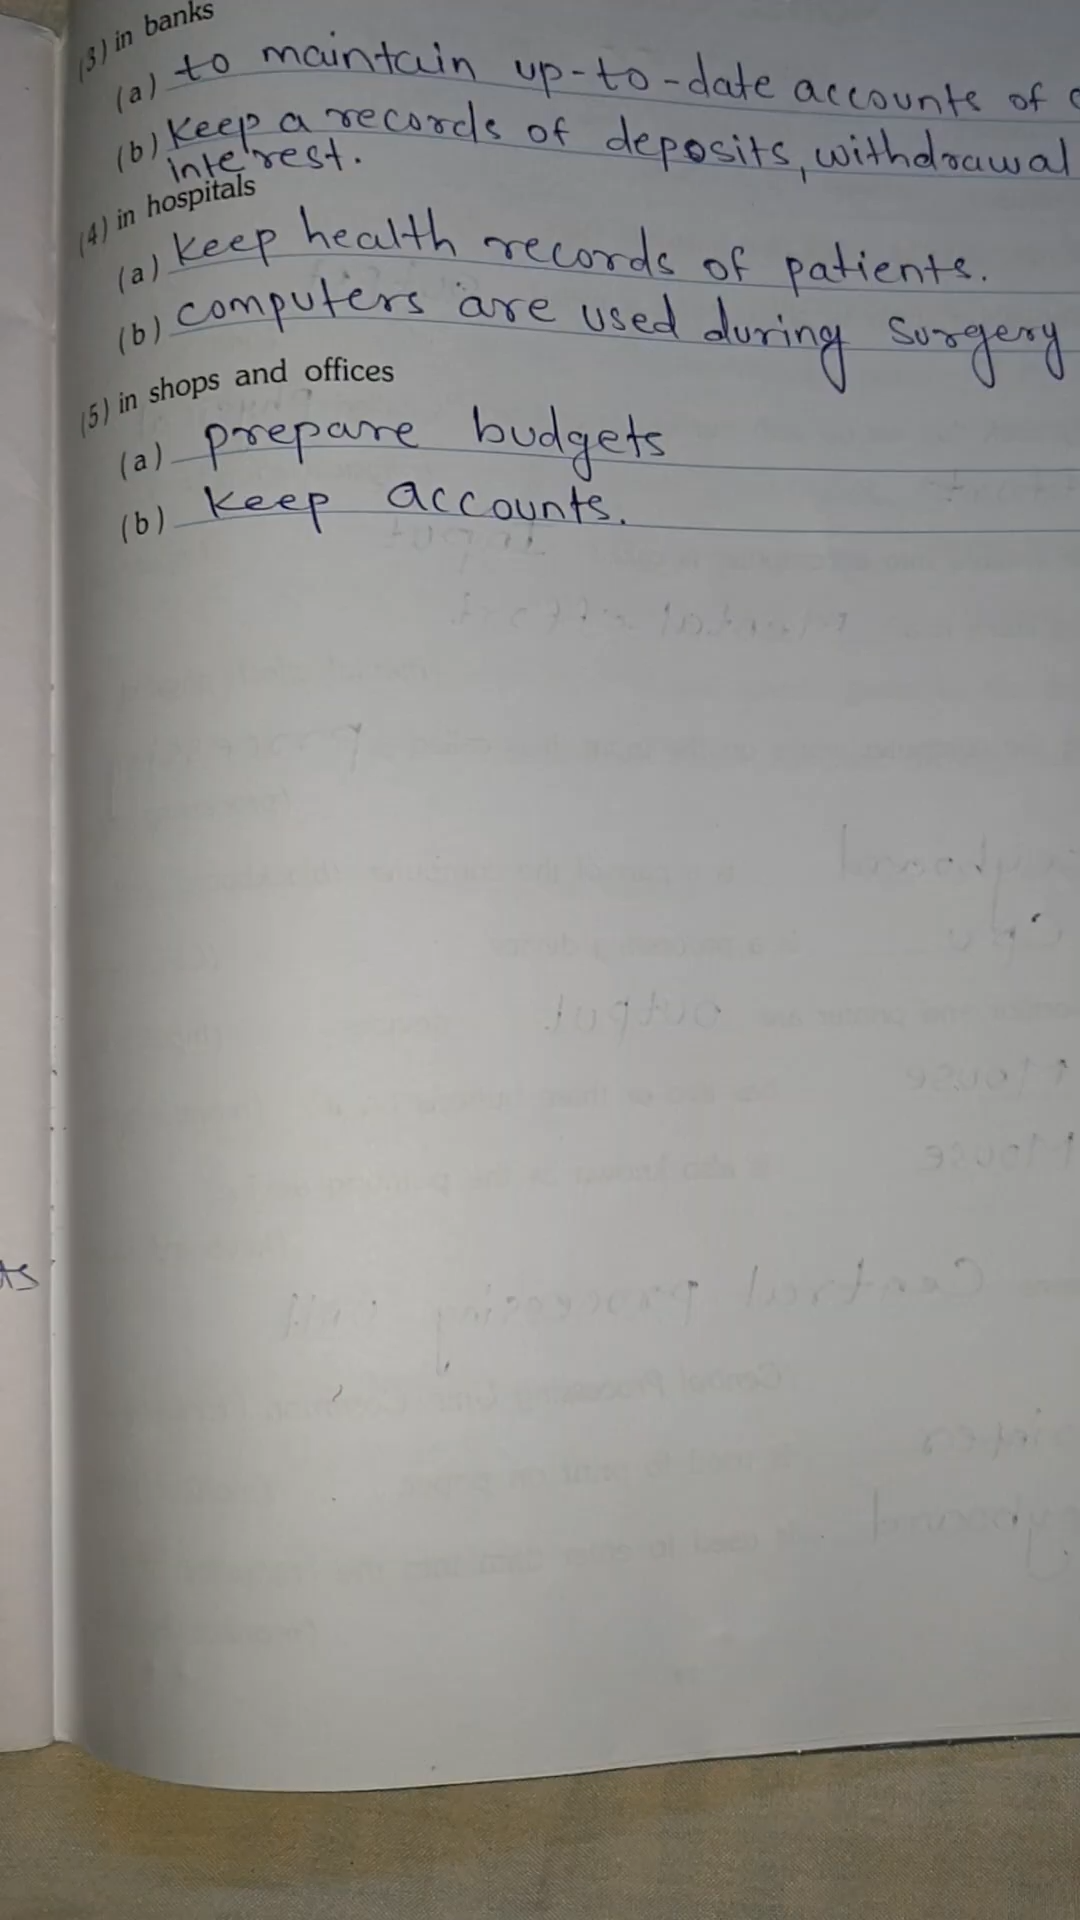 (3) in banks
(a) to maintain up-to-date accounts of
(b) keep a records of deposits, withdrawal
interest.
(4) in hospitals
(a) keep health records of patients.
(b) computers are used during surgery
(5) in shops and offices
(a) prepare budgets
(b) keep accounts.